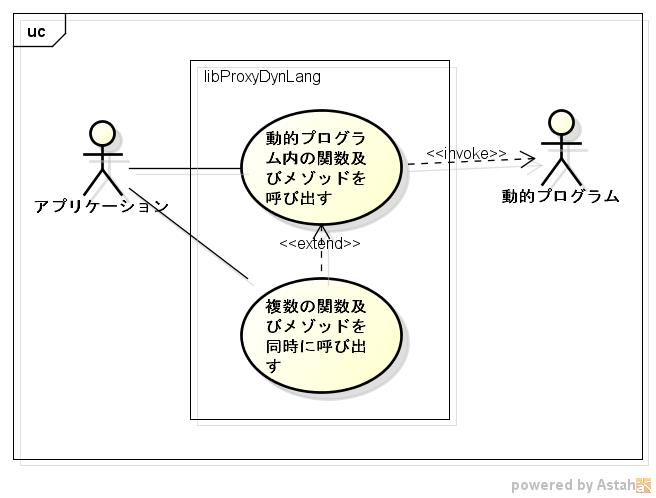 uc
libProxyDynLang
動的プログラ
ム内の関数及
びメゾッドを
呼び出す
<<invoke>>
アプリケーション
動的プログラム
<<extend>>
複数の関数及
びメゾッドを
同時に呼び出
す
powered by Astah